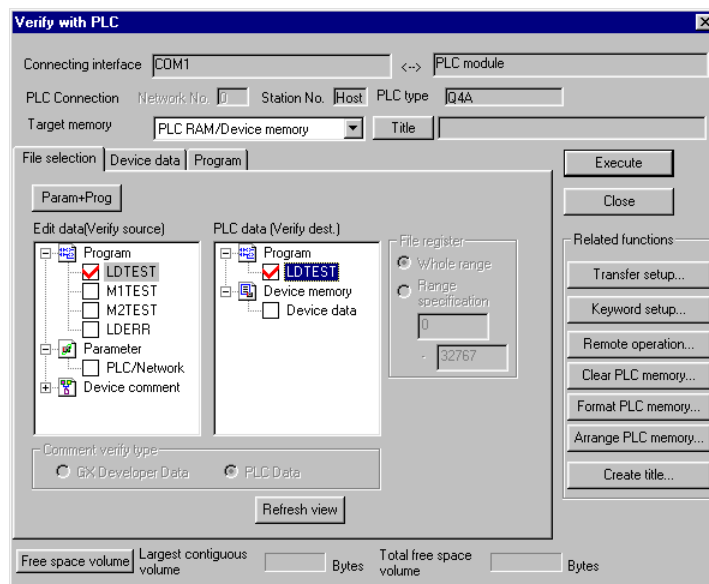 Verify with PLC
Connecting interface COM1 <--> PLC module
PLC Connection Network No. 0 Station No. Host PLC type Q4A
Target memory PLC RAM/Device memory Title
File selection Device data Program
Execute
Close
Param+Prog
Edit data(Verify source) PLC data (Verify dest.)
Program
LDTEST
M1TEST
M2TEST
LDERR
Parameter
PLC/Network
Device comment
Program
LDTEST
Device memory
Device data
File register
Whole range
Range
specification
0
- 32767
Comment verify type
GX Developer Data PLC Data
Refresh view
Related functions
Transfer setup...
Keyword setup...
Remote operation...
Clear PLC memory...
Format PLC memory...
Arrange PLC memory...
Create title...
Free space volume
Largest contiguous
volume
Bytes
Total free space
volume
Bytes